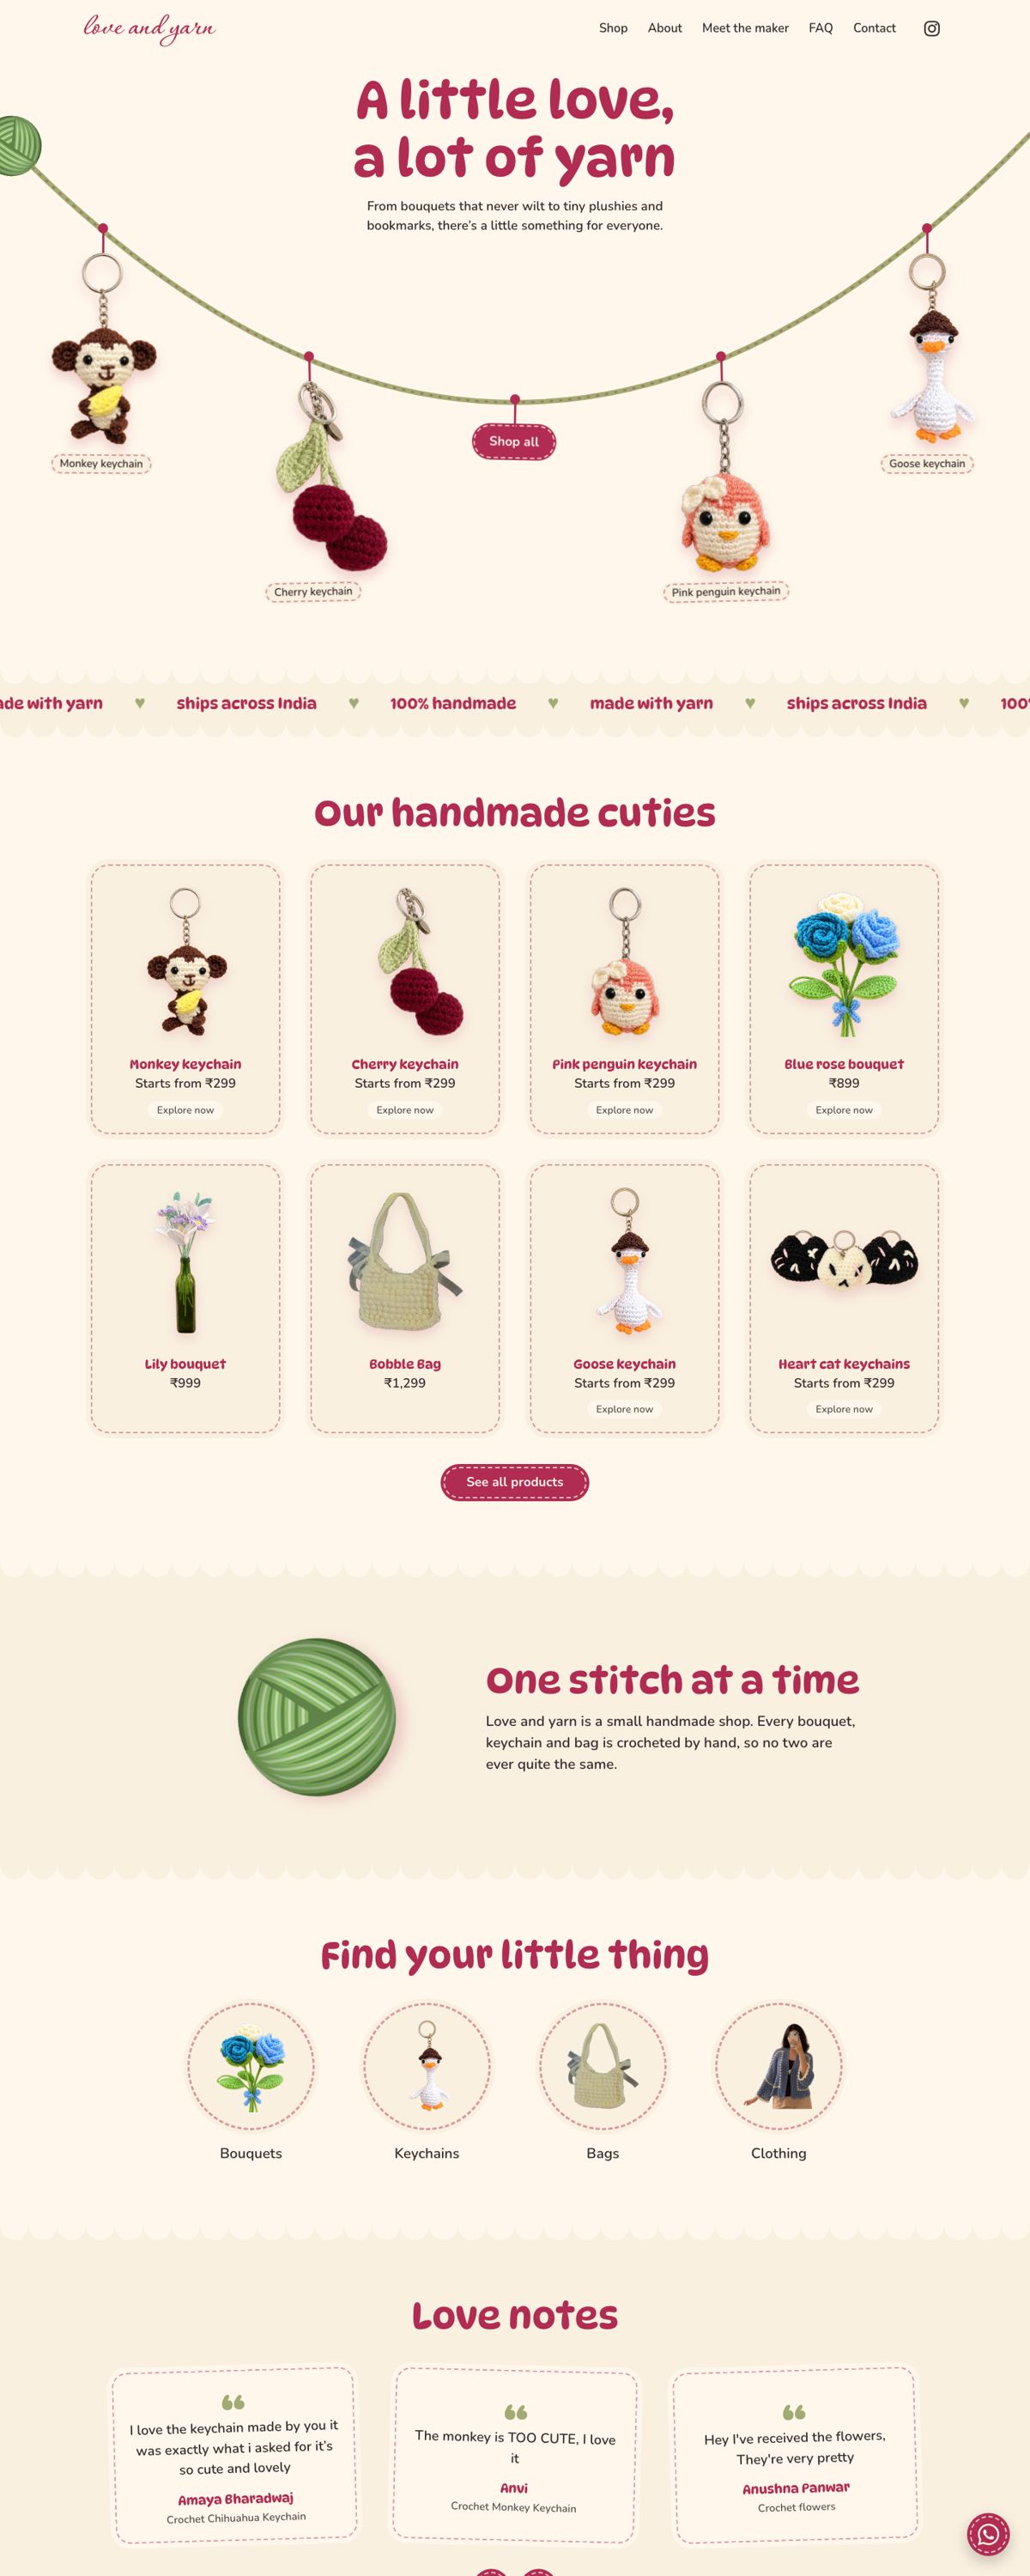 love and yarn
Shop About Meet the maker FAQ Contact
A little love,
a lot of yarn
From bouquets that never wilt to tiny plushies and
bookmarks, there's a little something for everyone.
Monkey keychain
Cherry keychain
Shop all
Pink penguin keychain
Goose keychain
made with yarn ♥ ships across India ♥ 100% handmade ♥ made with yarn ♥ ships across India ♥ 100%
Our handmade cuties
Monkey keychain
Starts from ₹299
Explore now
Cherry keychain
Starts from ₹299
Explore now
Pink penguin keychain
Starts from ₹299
Explore now
Blue rose bouquet
₹899
Explore now
Lily bouquet
₹999
Bobble Bag
₹1,299
Goose keychain
Starts from ₹299
Explore now
Heart cat keychains
Starts from ₹299
Explore now
See all products
One stitch at a time
Love and yarn is a small handmade shop. Every bouquet,
keychain and bag is crocheted by hand, so no two are
ever quite the same.
Find your little thing
Bouquets
Keychains
Bags
Clothing
Love notes
I love the keychain made by you it
was exactly what i asked for it's
so cute and lovely
Amaya Bharadwaj
Crochet Chihuahua Keychain
The monkey is TOO CUTE, I love
it
Anvi
Crochet Monkey Keychain
Hey I've received the flowers,
They're very pretty
Anushna Panwar
Crochet flowers